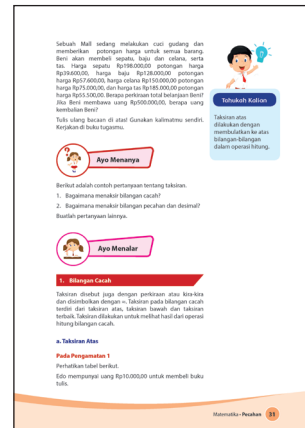 Sebuah Mall sedang melakukan cuci gudang dan
memberikan potongan harga untuk semua barang.
Beni akan membeli sepatu, baju dan celana, serta
tas. Harga sepatu Rp198.000,00 potongan harga
Rp39.600,00, harga baju Rp128.000,00 potongan
harga Rp57.600,00, harga celana Rp150.000,00 potongan
harga Rp75.000,00, dan harga tas Rp185.000,00 potongan
harga Rp55.500,00. Berapa perkiraan total belanjaan Beni?
Jika Beni membawa uang Rp500.000,00, berapa uang
kembalian Beni?
Tulis ulang bacaan di atas! Gunakan kalimatmu sendiri.
Kerjakan di buku tugasmu.
Tahukah Kalian
Taksiran atas
dilakukan dengan
membulatkan ke atas
bilangan-bilangan
dalam operasi hitung.
Ayo Menanya
Berikut adalah contoh pertanyaan tentang taksiran.
1. Bagaimana menaksir bilangan cacah?
2. Bagaimana menaksir bilangan pecahan dan desimal?
Buatlah pertanyaan lainnya.
Ayo Menalar
1. Bilangan Cacah
Taksiran disebut juga dengan perkiraan atau kira-kira
dan disimbolkan dengan ≈. Taksiran pada bilangan cacah
terdiri dari taksiran atas, taksiran bawah dan taksiran
terbaik. Taksiran dilakukan untuk melihat hasil dari operasi
hitung bilangan cacah.
a. Taksiran Atas
Pada Pengamatan 1
Perhatikan tabel berikut.
Edo mempunyai uang Rp10.000,00 untuk membeli buku
tulis.
Matematika • Pecahan 31